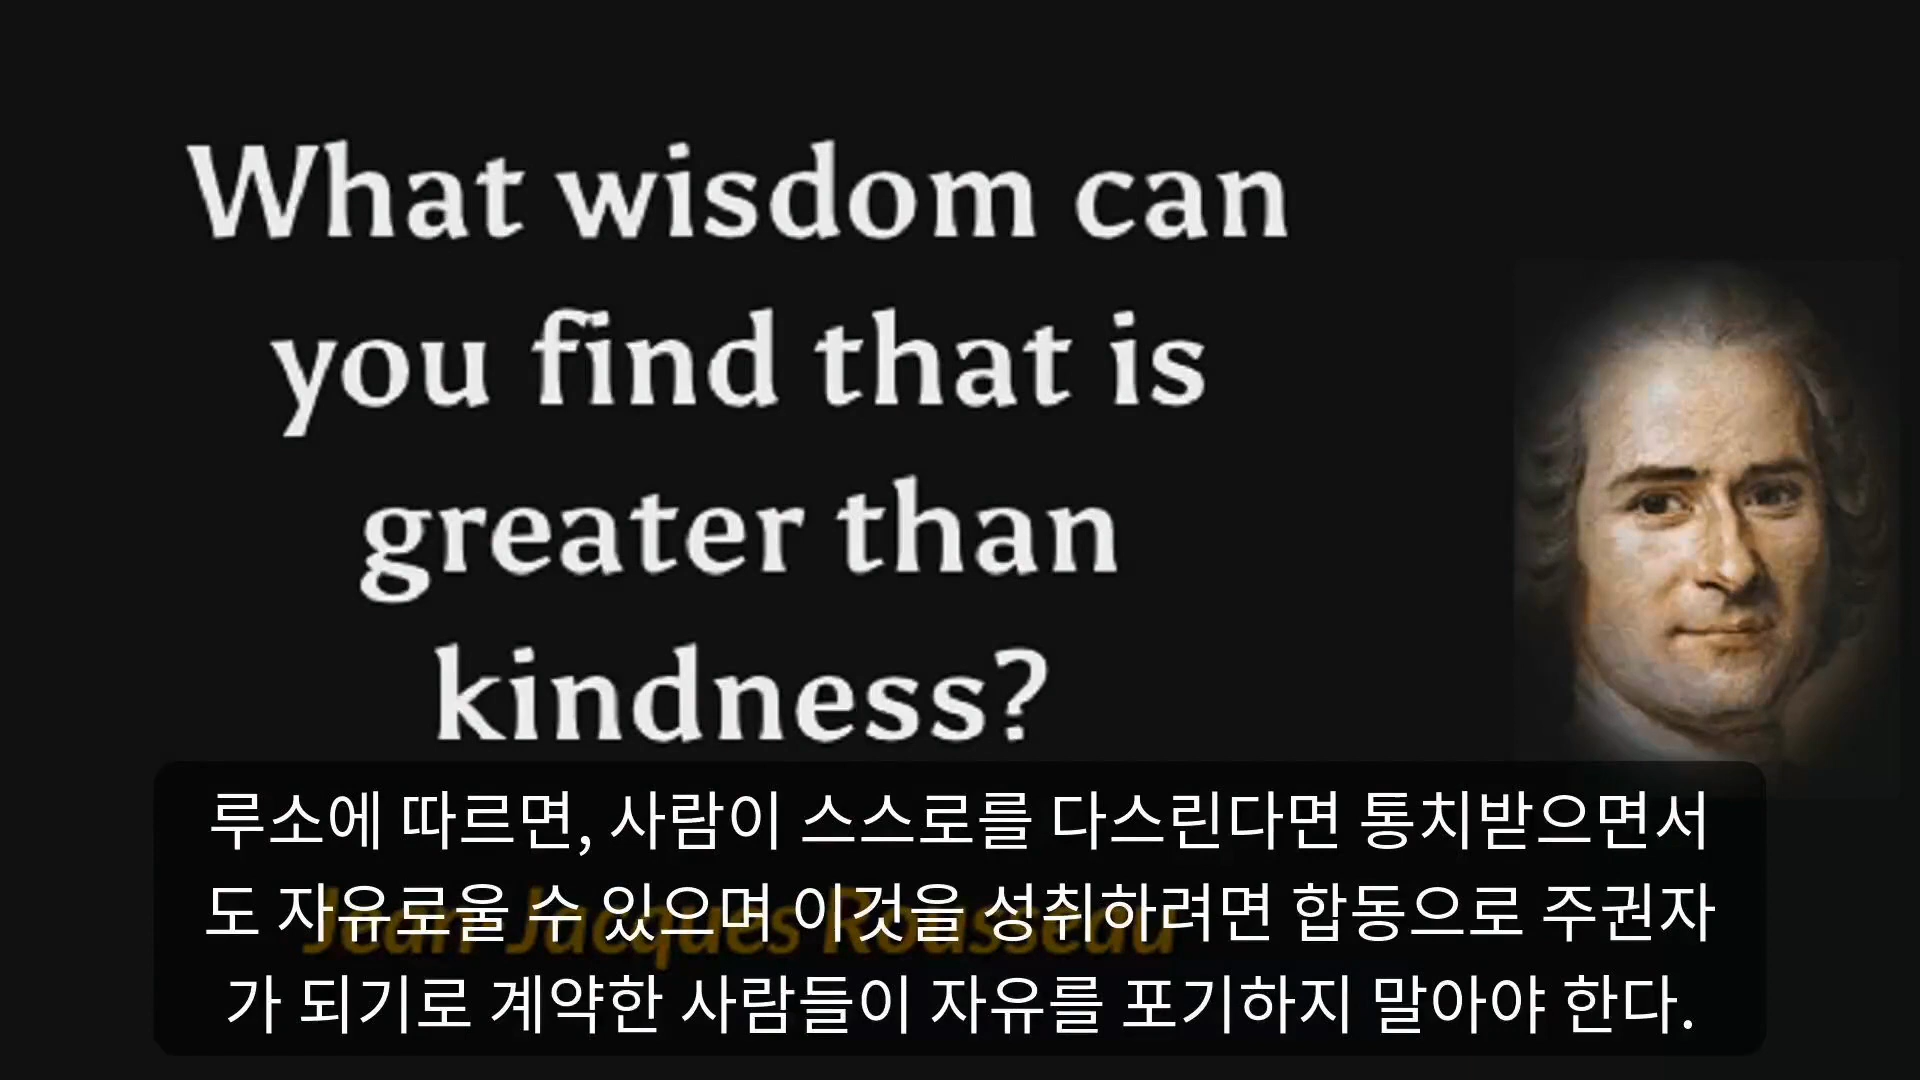 What wisdom can
you find that is
greater than
kindness?
Jean Jacques Rousseau
루소에 따르면, 사람이 스스로를 다스린다면 통치받으면서
도 자유로울 수 있으며 이것을 성취하려면 합동으로 주권자
가 되기로 계약한 사람들이 자유를 포기하지 말아야 한다.